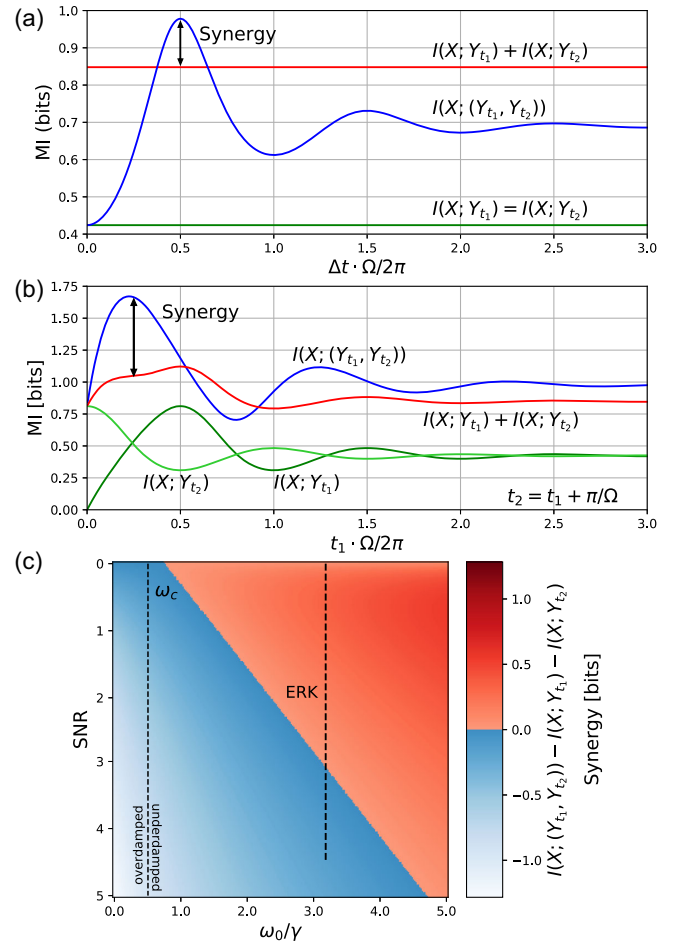 (a)
1.0
0.9
0.8
0.7
0.6
0.5
0.4
MI (bits)
Synergy
I(X; Y_{t_1}) + I(X; Y_{t_2})
I(X; (Y_{t_1}, Y_{t_2}))
I(X; Y_{t_1}) = I(X; Y_{t_2})
0.0 0.5 1.0 1.5 2.0 2.5 3.0
Δt · Ω/2π
(b)
1.75
1.50
1.25
1.00
0.75
0.50
0.25
0.00
MI [bits]
Synergy
I(X; (Y_{t_1}, Y_{t_2}))
I(X; Y_{t_1}) + I(X; Y_{t_2})
I(X; Y_{t_2})
I(X; Y_{t_1})
t_2 = t_1 + π/Ω
0.0 0.5 1.0 1.5 2.0 2.5 3.0
t_1 · Ω/2π
(c)
0
1
2
3
4
5
SNR
ω_c
ERK
overdamped
underdamped
0.0 1.0 2.0 3.0 4.0 5.0
ω_0/γ
1.0
0.5
0.0
−0.5
−1.0
Synergy [bits]
I(X; (Y_{t_1}, Y_{t_2})) − I(X; Y_{t_1}) − I(X; Y_{t_2})